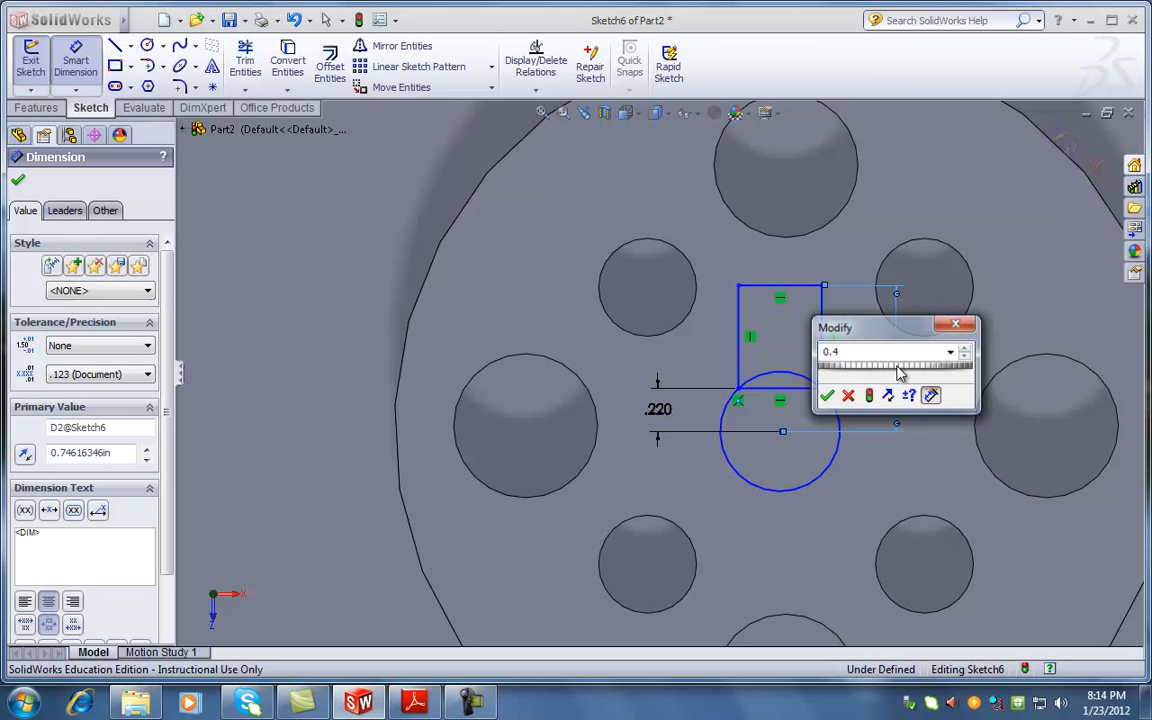 SolidWorks
Sketch6 of Part2 *
Search SolidWorks Help
?
Exit Sketch
Smart Dimension
Trim Entities
Convert Entities
Offset Entities
Mirror Entities
Linear Sketch Pattern
Move Entities
Display/Delete Relations
Repair Sketch
Quick Snaps
Rapid Sketch
Features
Sketch
Evaluate
DimXpert
Office Products
Part2 (Default<<Default>_...
Dimension
?
Value
Leaders
Other
Style
<NONE>
Tolerance/Precision
None
.123 (Document)
Primary Value
D2@Sketch6
0.74616346in
Dimension Text
<DIM>
.220
Modify
0.4
±?
Model
Motion Study 1
SolidWorks Education Edition - Instructional Use Only
Under Defined
Editing Sketch6
8:14 PM
1/23/2012